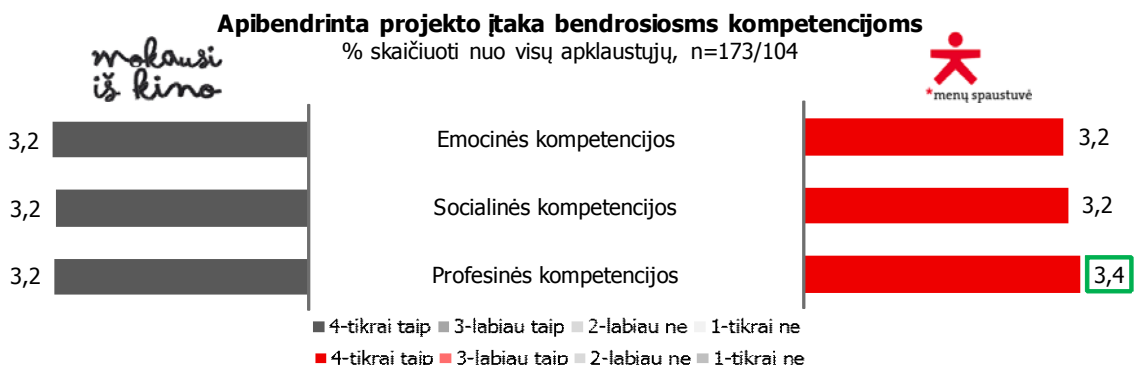 Apibendrinta projekto įtaka bendrosiosms kompetencijoms
% skaičiuoti nuo visų apklaustųjų, n=173/104
mokausi
iš kino
*menų spaustuvė
3,2 Emocinės kompetencijos 3,2
3,2 Socialinės kompetencijos 3,2
3,2 Profesinės kompetencijos 3,4
4-tikrai taip 3-labiau taip 2-labiau ne 1-tikrai ne
4-tikrai taip 3-labiau taip 2-labiau ne 1-tikrai ne